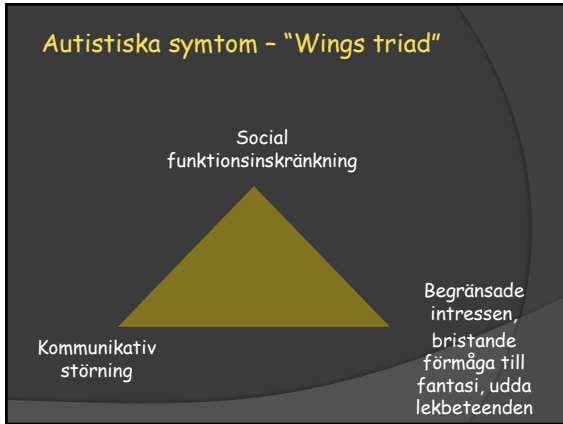 Autistiska symtom – “Wings triad”
Social
funktionsinskränkning
Kommunikativ
störning
Begränsade
intressen,
bristande
förmåga till
fantasi, udda
lekbeteenden